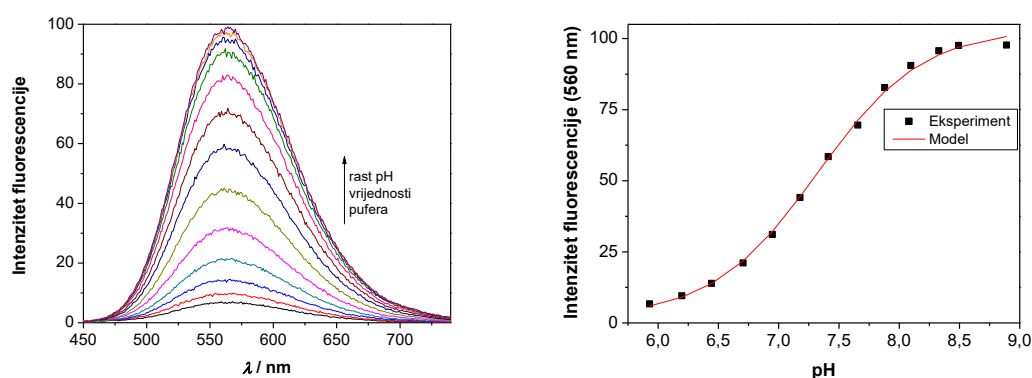 Intenzitet fluorescencije
100
80
60
40
20
0
450 500 550 600 650 700
λ / nm
rast pH
vrijednosti
pufera
Intenzitet fluorescencije (560 nm)
100
75
50
25
0
6,0 6,5 7,0 7,5 8,0 8,5 9,0
pH
Eksperiment
Model